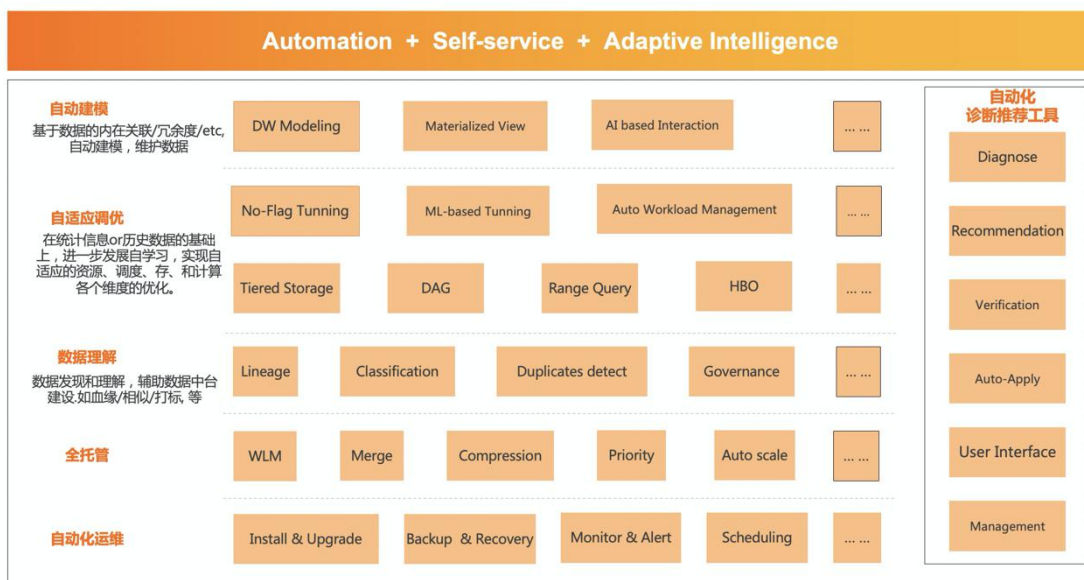 Automation + Self-service + Adaptive Intelligence
自动建模
基于数据的内在关联/冗余度/etc,
自动建模，维护数据
DW Modeling
Materialized View
AI based Interaction
... ...
自适应调优
在统计信息or历史数据的基础
上，进一步发展自学习，实现自
适应的资源、调度、存、和计算
各个维度的优化。
No-Flag Tunning
ML-based Tunning
Auto Workload Management
... ...
Tiered Storage
DAG
Range Query
HBO
... ...
数据理解
数据发现和理解，辅助数据中台
建设.如血缘/相似/打标, 等
Lineage
Classification
Duplicates detect
Governance
... ...
全托管
WLM
Merge
Compression
Priority
Auto scale
... ...
自动化运维
Install & Upgrade
Backup & Recovery
Monitor & Alert
Scheduling
... ...
自动化
诊断推荐工具
Diagnose
Recommendation
Verification
Auto-Apply
User Interface
Management